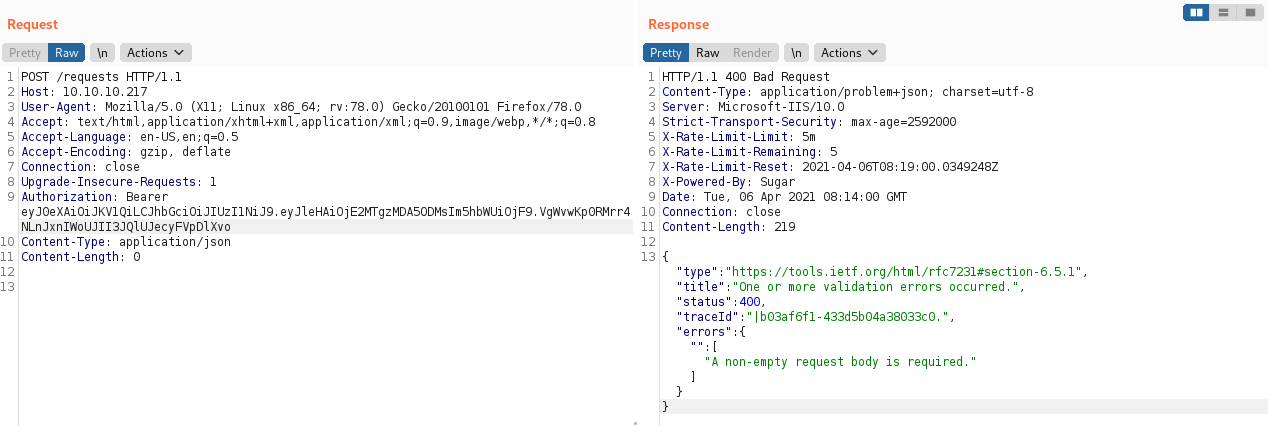 Request
Pretty Raw \n Actions
1 POST /requests HTTP/1.1
2 Host: 10.10.10.217
3 User-Agent: Mozilla/5.0 (X11; Linux x86_64; rv:78.0) Gecko/20100101 Firefox/78.0
4 Accept: text/html,application/xhtml+xml,application/xml;q=0.9,image/webp,*/*;q=0.8
5 Accept-Language: en-US,en;q=0.5
6 Accept-Encoding: gzip, deflate
7 Connection: close
8 Upgrade-Insecure-Requests: 1
9 Authorization: Bearer
eyJ0eXAiOiJKV1QiLCJhbGciOiJIUzI1NiJ9.eyJleHAiOjE2MTgzMDA5ODMsIm5hbWUiOjF9.VgWvwKp0RMrr4
NLnJxnIWoUJII3JQlUJecyFVpDlXvo
10 Content-Type: application/json
11 Content-Length: 0
12
13
Response
Pretty Raw Render \n Actions
1 HTTP/1.1 400 Bad Request
2 Content-Type: application/problem+json; charset=utf-8
3 Server: Microsoft-IIS/10.0
4 Strict-Transport-Security: max-age=2592000
5 X-Rate-Limit-Limit: 5m
6 X-Rate-Limit-Remaining: 5
7 X-Rate-Limit-Reset: 2021-04-06T08:19:00.0349248Z
8 X-Powered-By: Sugar
9 Date: Tue, 06 Apr 2021 08:14:00 GMT
10 Connection: close
11 Content-Length: 219
12
13 {
"type":"https://tools.ietf.org/html/rfc7231#section-6.5.1",
"title":"One or more validation errors occurred.",
"status":400,
"traceId":"|b03af6f1-433d5b04a38033c0.",
"errors":{
"":[
"A non-empty request body is required."
]
}
}